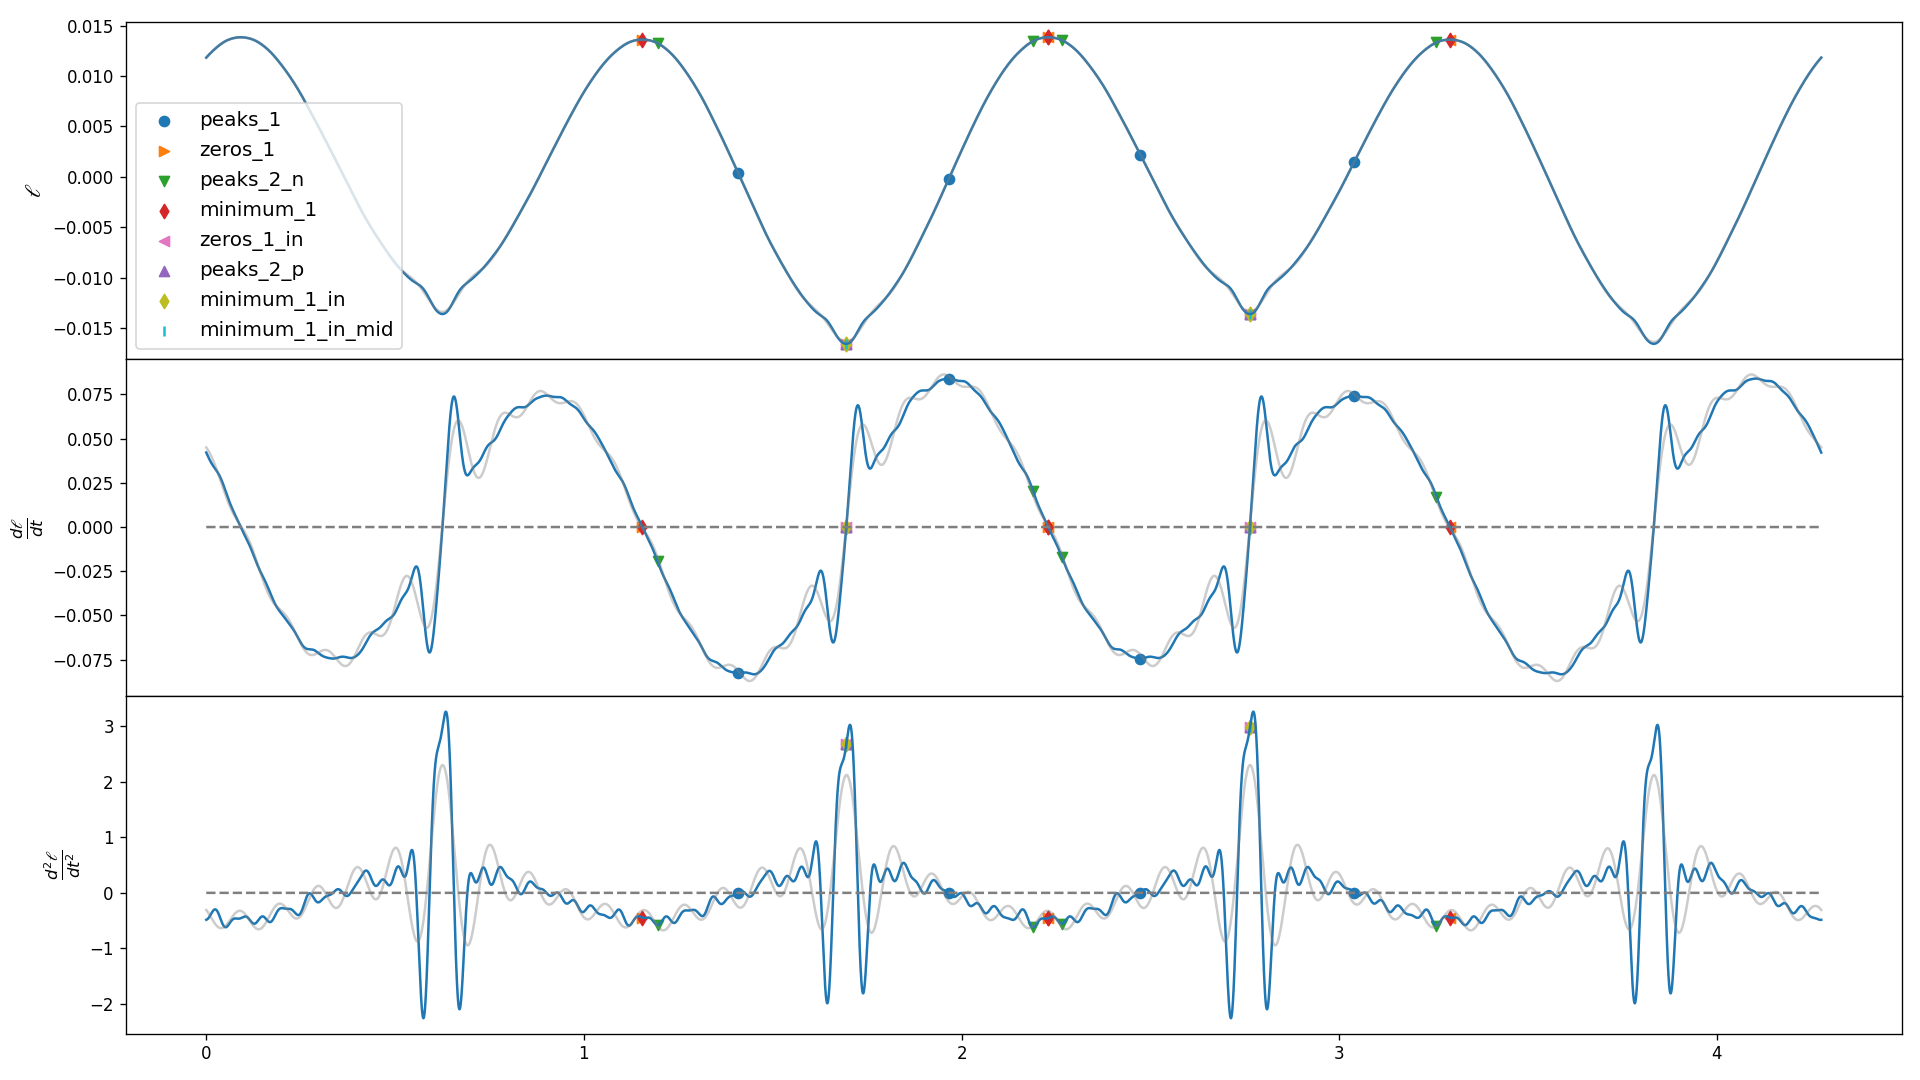 0.015
0.010
0.005
0.000
−0.005
−0.010
−0.015
ℓ
peaks_1
zeros_1
peaks_2_n
minimum_1
zeros_1_in
peaks_2_p
minimum_1_in
minimum_1_in_mid
0.075
0.050
0.025
0.000
−0.025
−0.050
−0.075
dℓ
dt
3
2
1
0
−1
−2
d²ℓ
dt²
0 1 2 3 4